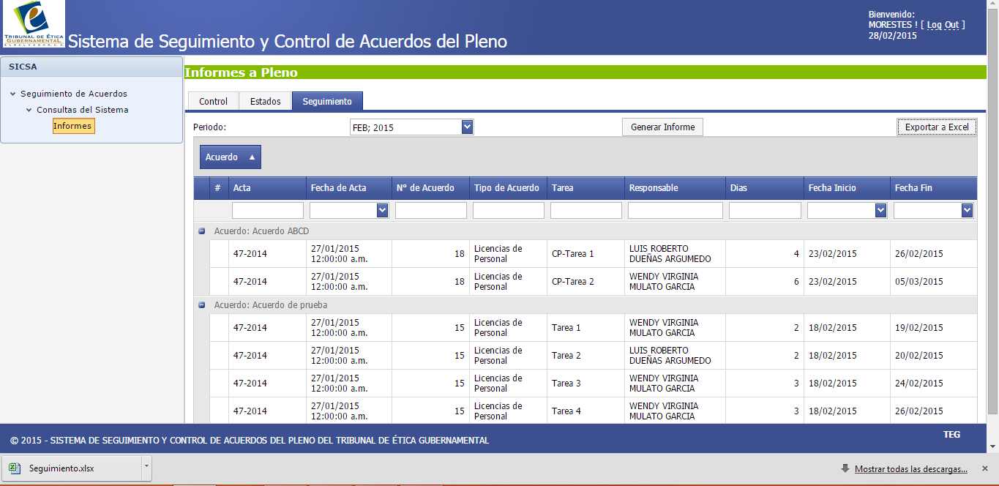 TRIBUNAL DE ÉTICA
GUBERNAMENTAL
EL SALVADOR, C.A.
Sistema de Seguimiento y Control de Acuerdos del Pleno
Bienvenido:
MORESTES ! [ Log Out ]
28/02/2015
SICSA
Seguimiento de Acuerdos
Consultas del Sistema
Informes
Informes a Pleno
Control Estados Seguimiento
Periodo: FEB; 2015 Generar Informe Exportar a Excel
Acuerdo
# Acta Fecha de Acta N° de Acuerdo Tipo de Acuerdo Tarea Responsable Dias Fecha Inicio Fecha Fin
Acuerdo: Acuerdo ABCD
47-2014 27/01/2015 12:00:00 a.m. 18 Licencias de Personal CP-Tarea 1 LUIS ROBERTO DUEÑAS ARGUMEDO 4 23/02/2015 26/02/2015
47-2014 27/01/2015 12:00:00 a.m. 18 Licencias de Personal CP-Tarea 2 WENDY VIRGINIA MULATO GARCIA 6 23/02/2015 05/03/2015
Acuerdo: Acuerdo de prueba
47-2014 27/01/2015 12:00:00 a.m. 15 Licencias de Personal Tarea 1 WENDY VIRGINIA MULATO GARCIA 2 18/02/2015 19/02/2015
47-2014 27/01/2015 12:00:00 a.m. 15 Licencias de Personal Tarea 2 LUIS ROBERTO DUEÑAS ARGUMEDO 2 18/02/2015 20/02/2015
47-2014 27/01/2015 12:00:00 a.m. 15 Licencias de Personal Tarea 3 WENDY VIRGINIA MULATO GARCIA 3 18/02/2015 24/02/2015
47-2014 27/01/2015 12:00:00 a.m. 15 Licencias de Personal Tarea 4 WENDY VIRGINIA MULATO GARCIA 3 18/02/2015 26/02/2015
© 2015 - SISTEMA DE SEGUIMIENTO Y CONTROL DE ACUERDOS DEL PLENO DEL TRIBUNAL DE ÉTICA GUBERNAMENTAL
TEG
Seguimiento.xlsx
Mostrar todas las descargas...